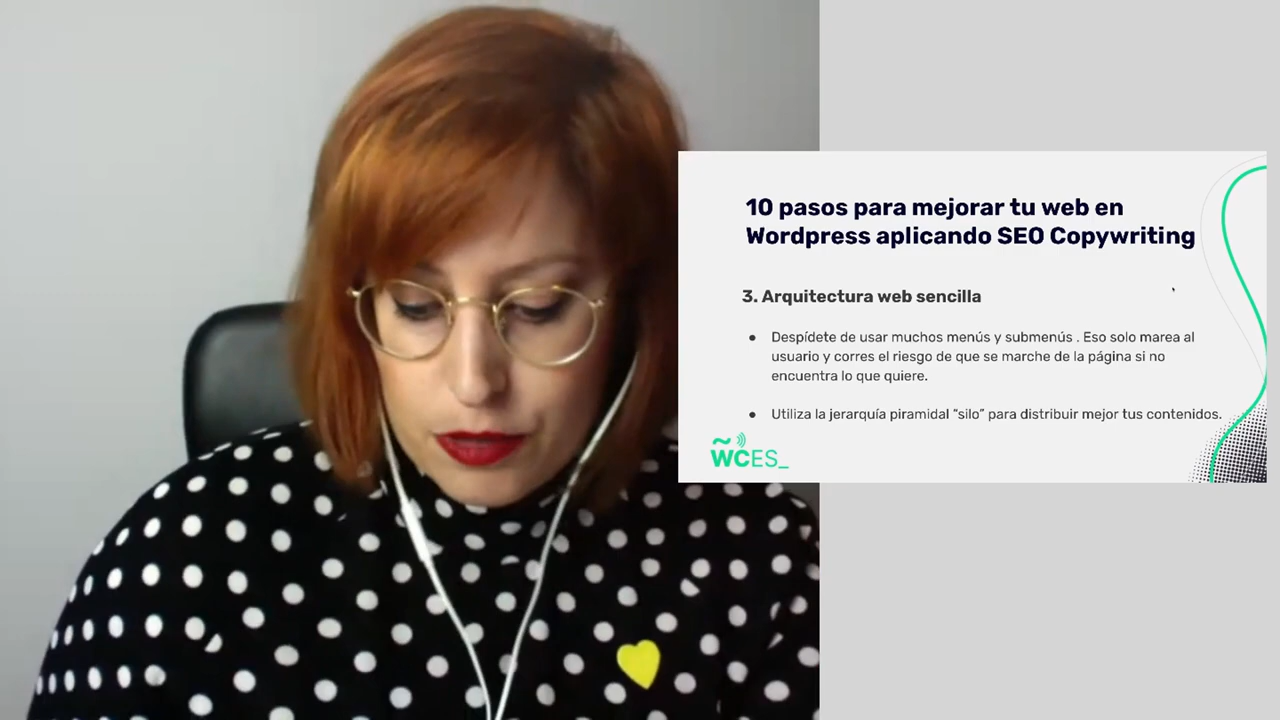 10 pasos para mejorar tu web en
Wordpress aplicando SEO Copywriting
3. Arquitectura web sencilla
● Despídete de usar muchos menús y submenús . Eso solo marea al
usuario y corres el riesgo de que se marche de la página si no
encuentra lo que quiere.
● Utiliza la jerarquía piramidal “silo” para distribuir mejor tus contenidos.
WCES_